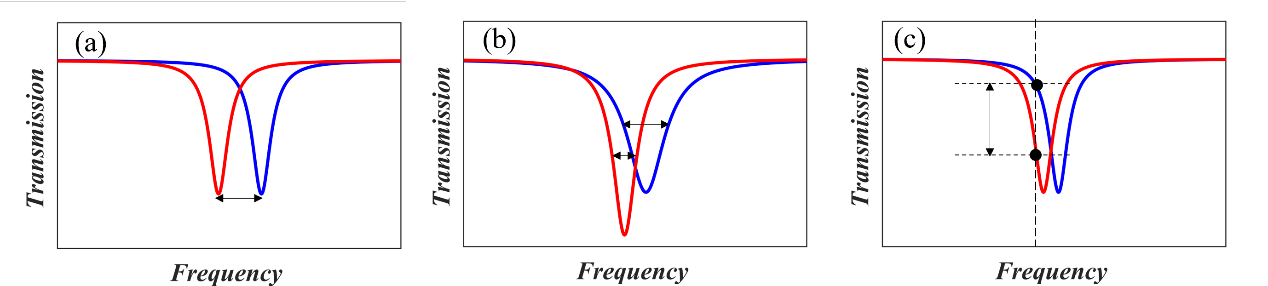 (a)
Transmission
Frequency
(b)
Transmission
Frequency
(c)
Transmission
Frequency